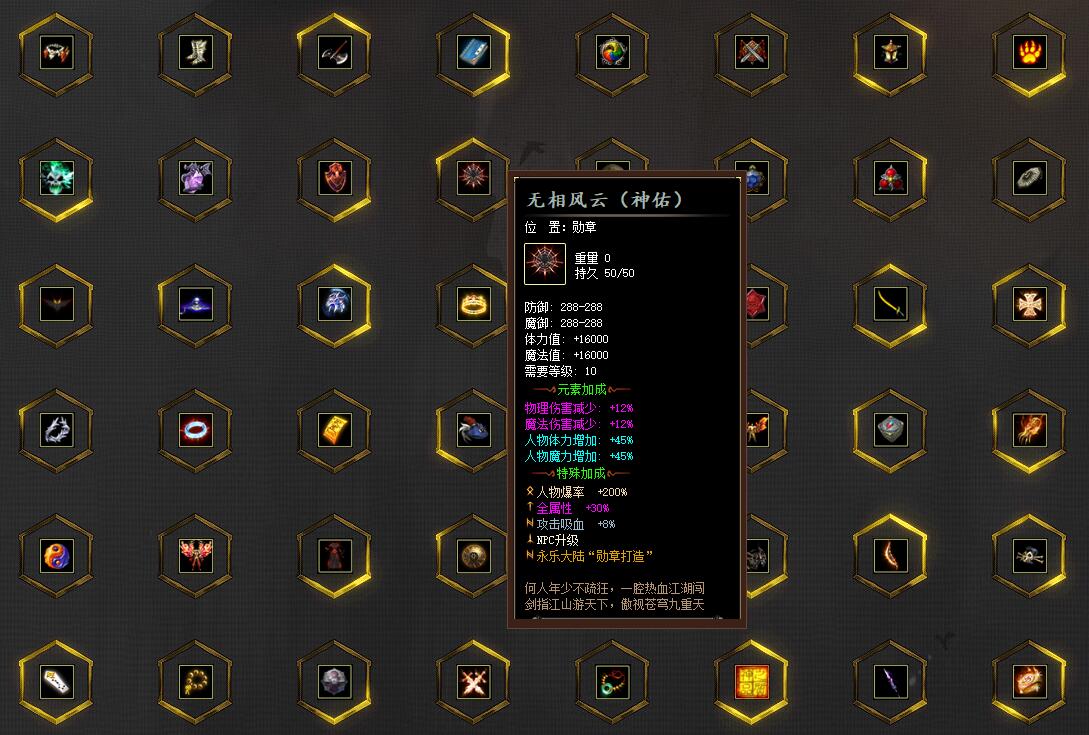 无相风云（神佑）
位　置：勋章
重量 0
持久 50/50
防御: 288-288
魔御: 288-288
体力值: +16000
魔法值: +16000
需要等级: 10
元素加成
物理伤害减少: +12%
魔法伤害减少: +12%
人物体力增加: +45%
人物魔力增加: +45%
特殊加成
人物爆率 +200%
全属性 +30%
攻击吸血 +8%
NPC升级
永乐大陆“勋章打造”
何人年少不疏狂，一腔热血江湖闯
剑指江山游天下，傲视苍穹九重天